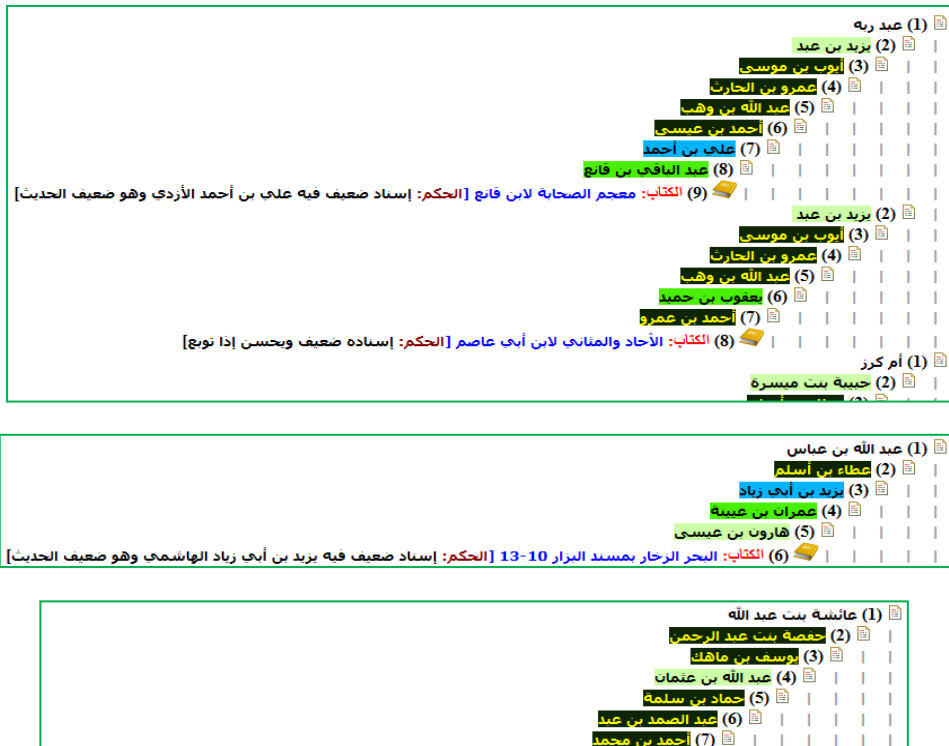 (1) عبد ربه
(2) يزيد بن عبد
(3) أيوب بن موسى
(4) عمرو بن الحارث
(5) عبد الله بن وهب
(6) أحمد بن عيسى
(7) علي بن أحمد
(8) عبد الباقي بن قانع
(9) الكتاب: معجم الصحابة لابن قانع [الحكم: إسناد ضعيف فيه علي بن أحمد الأزدي وهو ضعيف الحديث]
(2) يزيد بن عبد
(3) أيوب بن موسى
(4) عمرو بن الحارث
(5) عبد الله بن وهب
(6) يعقوب بن حميد
(7) أحمد بن عمرو
(8) الكتاب: الآحاد والمثاني لابن أبي عاصم [الحكم: إسناده ضعيف ويحسن إذا توبع]
(1) أم كرز
(2) حبيبة بنت ميسرة
(1) عبد الله بن عباس
(2) عطاء بن أسلم
(3) يزيد بن أبي زياد
(4) عمران بن عيينة
(5) هارون بن عيسى
(6) الكتاب: البحر الزخار بمسند البزار 10-13 [الحكم: إسناد ضعيف فيه يزيد بن أبي زياد الهاشمي وهو ضعيف الحديث]
(1) عائشة بنت عبد الله
(2) حفصة بنت عبد الرحمن
(3) يوسف بن ماهك
(4) عبد الله بن عثمان
(5) حماد بن سلمة
(6) عبد الصمد بن عبد
(7) أحمد بن محمد